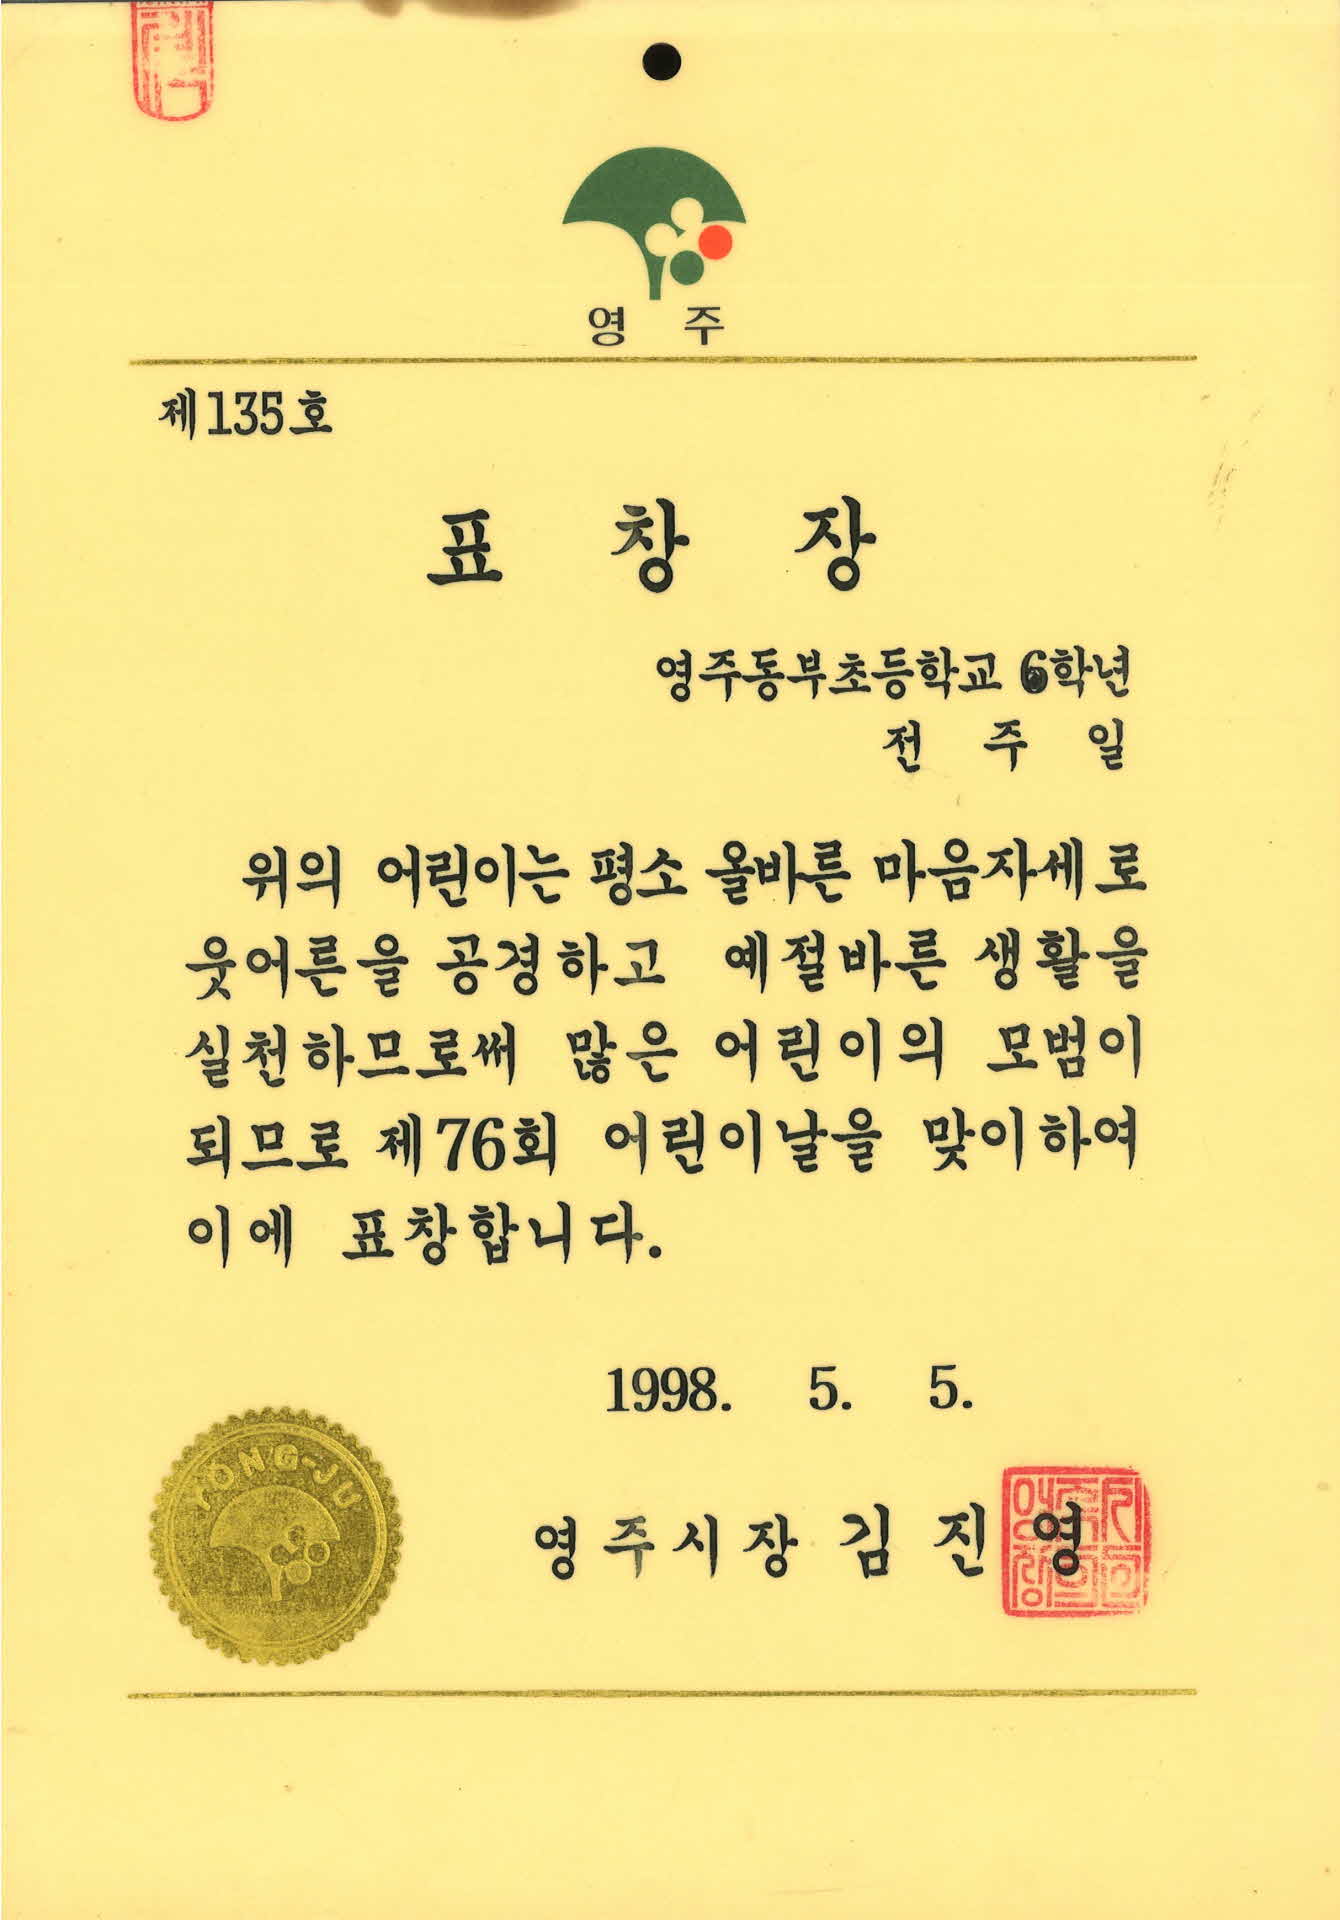 영 주
제135호
표 창 장
영주동부초등학교 6학년
전 주 일
위의 어린이는 평소 올바른 마음자세로
웃어른을 공경하고 예절바른 생활을
실천하므로써 많은 어린이의 모범이
되므로 제76회 어린이날을 맞이하여
이에 표창합니다.
1998. 5. 5.
YONG-JU
영주시장 김 진 영